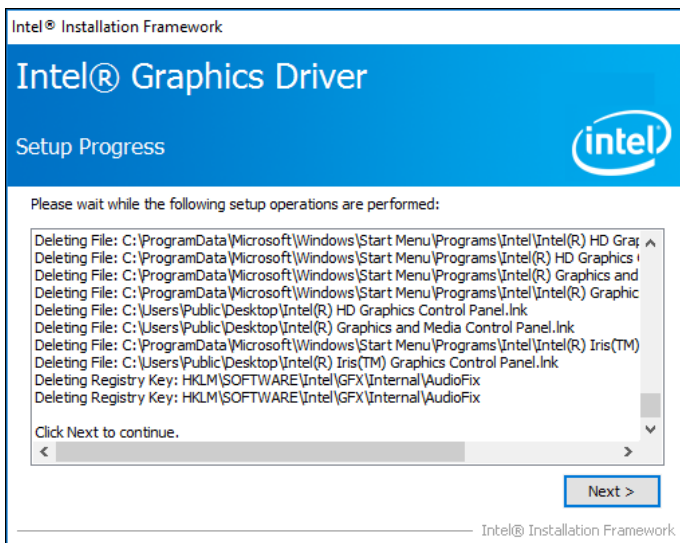 Intel® Installation Framework
Intel® Graphics Driver
Setup Progress
intel
Please wait while the following setup operations are performed:
Deleting File: C:\ProgramData\Microsoft\Windows\Start Menu\Programs\Intel\Intel(R) HD Grap
Deleting File: C:\ProgramData\Microsoft\Windows\Start Menu\Programs\Intel(R) HD Graphics
Deleting File: C:\ProgramData\Microsoft\Windows\Start Menu\Programs\Intel(R) Graphics and
Deleting File: C:\ProgramData\Microsoft\Windows\Start Menu\Programs\Intel\Intel(R) Graphic
Deleting File: C:\Users\Public\Desktop\Intel(R) HD Graphics Control Panel.lnk
Deleting File: C:\Users\Public\Desktop\Intel(R) Graphics and Media Control Panel.lnk
Deleting File: C:\ProgramData\Microsoft\Windows\Start Menu\Programs\Intel\Intel(R) Iris(TM)
Deleting File: C:\Users\Public\Desktop\Intel(R) Iris(TM) Graphics Control Panel.lnk
Deleting Registry Key: HKLM\SOFTWARE\Intel\GFX\Internal\AudioFix
Deleting Registry Key: HKLM\SOFTWARE\Intel\GFX\Internal\AudioFix
Click Next to continue.
Next >
Intel® Installation Framework